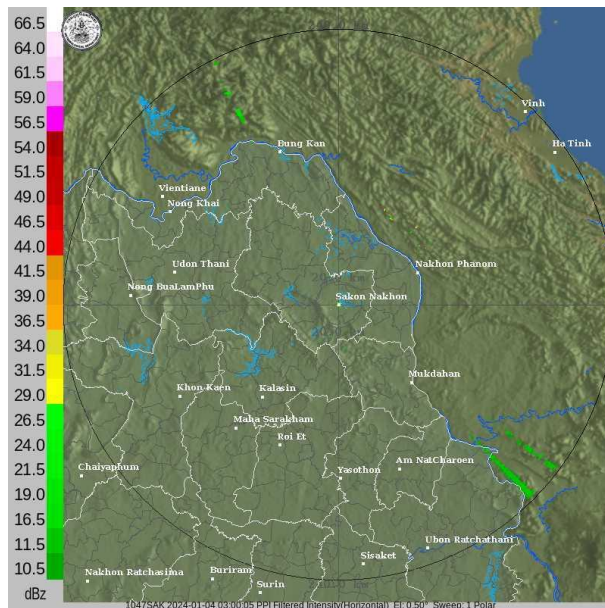 66.5
64.0
61.5
59.0
56.5
54.0
51.5
49.0
46.5
44.0
41.5
39.0
36.5
34.0
31.5
29.0
26.5
24.0
21.5
19.0
16.5
11.5
10.5
dBz
Vinh
Ha Tinh
Bung Kan
Vientiane
Nong Khai
Udon Thani
Nakhon Phanom
Nong BuaLamPhu
Sakon Nakhon
Mukdahan
Khon Kaen
Kalasin
Maha Sarakham
Roi Et
Chaiyaphum
Yasothon
Am NatCharoen
Ubon Ratchathani
Sisaket
Nakhon Ratchasima
Buriram
Surin
1047SAK 2024-01-04 03:00:05 PPI Filtered Intensity(Horizontal) El: 0.50° Sweep: 1 Polar